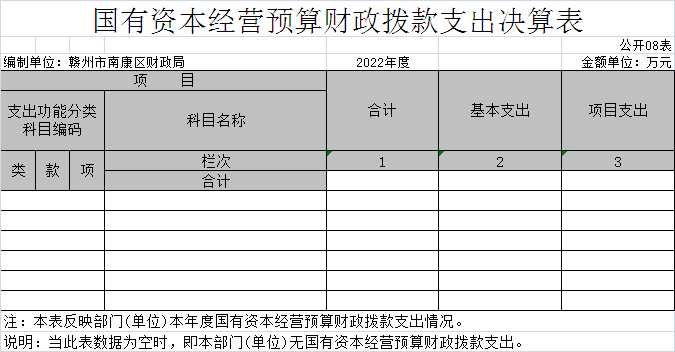 国有资本经营预算财政拨款支出决算表
公开08表
编制单位：赣州市南康区财政局 2022年度 金额单位：万元
项 目 合计 基本支出 项目支出
支出功能分类科目编码 科目名称
类 款 项 栏次 1 2 3
合计
注：本表反映部门(单位)本年度国有资本经营预算财政拨款支出情况。
说明：当此表数据为空时，即本部门(单位)无国有资本经营预算财政拨款支出。